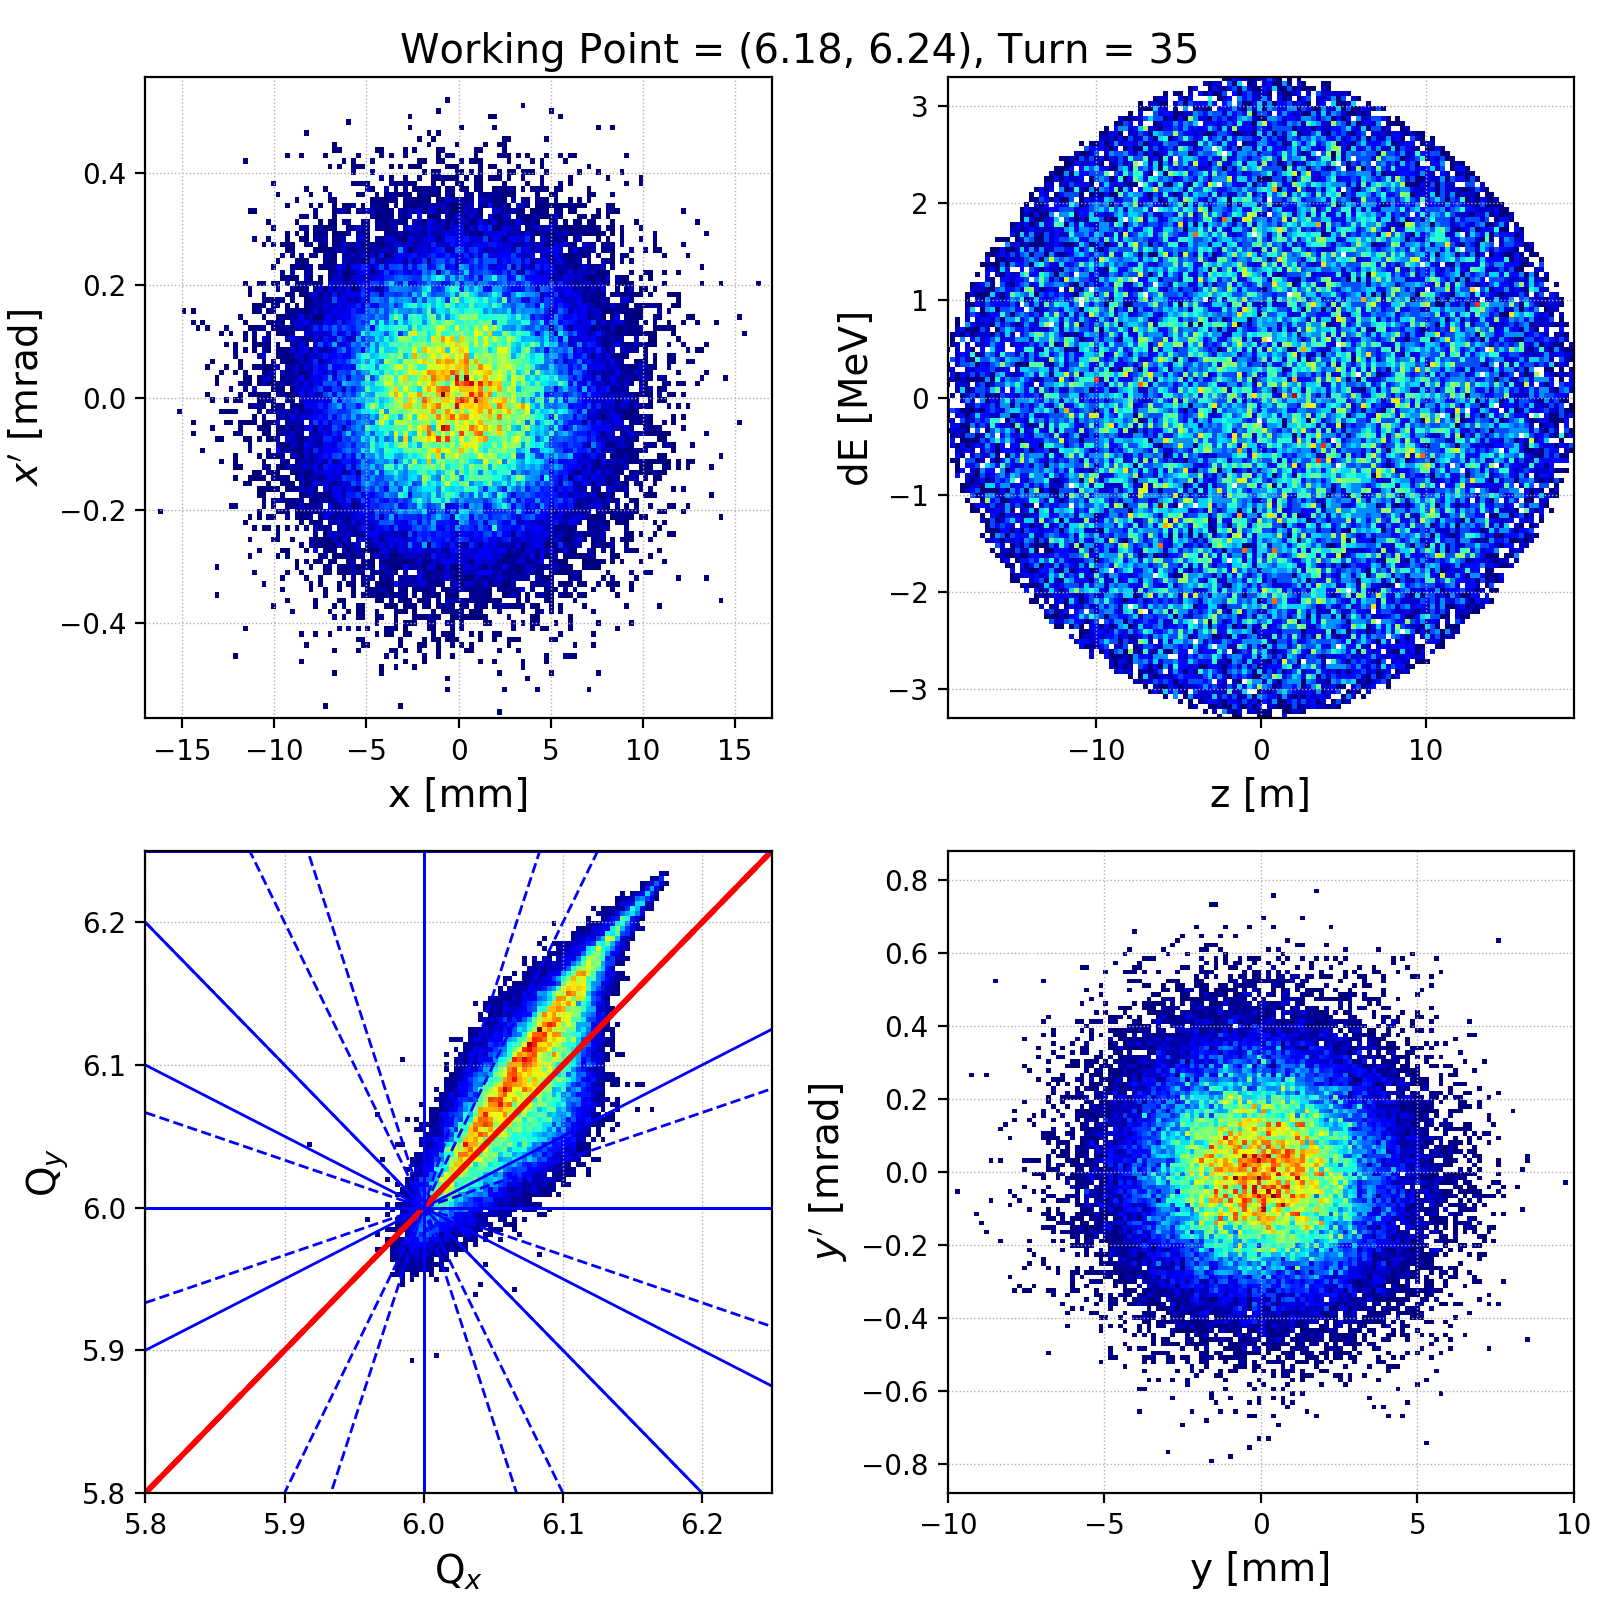 Working Point = (6.18, 6.24), Turn = 35
0.4
0.2
0.0
−0.2
−0.4
x′ [mrad]
−15 −10 −5 0 5 10 15
x [mm]
3
2
1
0
−1
−2
−3
dE [MeV]
−10 0 10
z [m]
6.2
6.1
6.0
5.9
5.8
Qy
5.8 5.9 6.0 6.1 6.2
Qx
0.8
0.6
0.4
0.2
0.0
−0.2
−0.4
−0.6
−0.8
y′ [mrad]
−10 −5 0 5 10
y [mm]